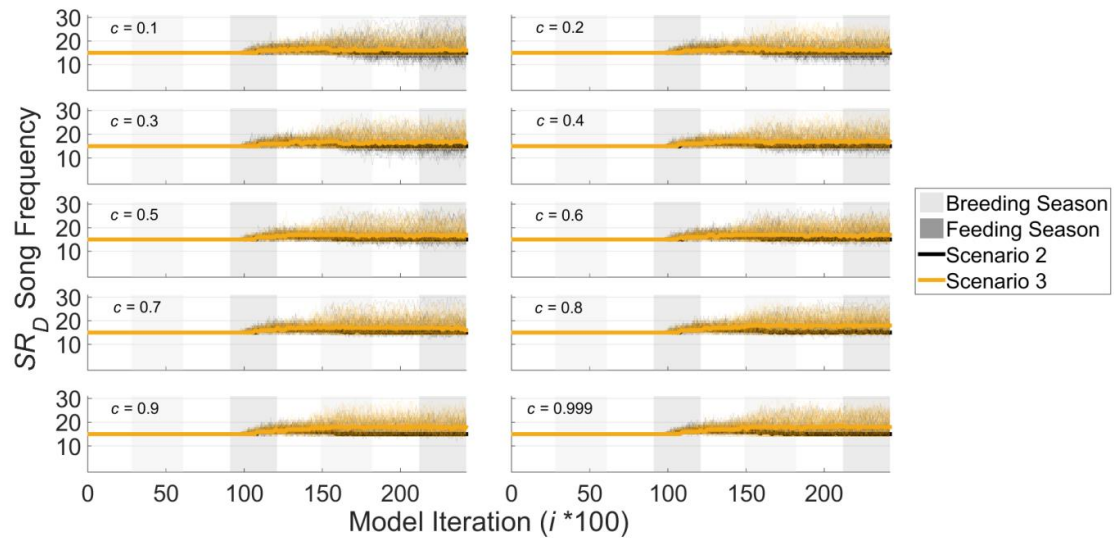 30
20
10
c = 0.1
c = 0.2
30
20
10
c = 0.3
c = 0.4
30
20
10
c = 0.5
c = 0.6
30
20
10
c = 0.7
c = 0.8
30
20
10
c = 0.9
c = 0.999
0 50 100 150 200
0 50 100 150 200
SR_D Song Frequency
Model Iteration (i *100)
Breeding Season
Feeding Season
Scenario 2
Scenario 3